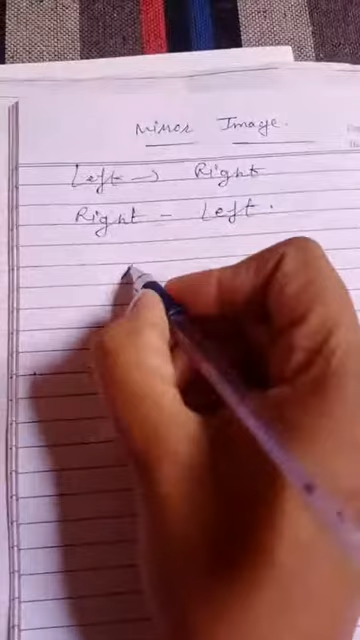 Mirror Image.
Left → Right
Right - Left.